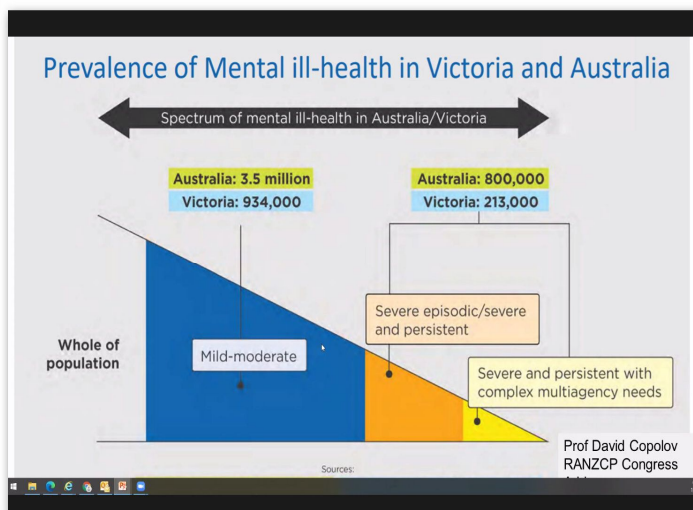 Prevalence of Mental ill-health in Victoria and Australia
Spectrum of mental ill-health in Australia/Victoria
Australia: 3.5 million
Victoria: 934,000
Australia: 800,000
Victoria: 213,000
Severe episodic/severe
and persistent
Whole of
population
Mild-moderate
Severe and persistent with
complex multiagency needs
Prof David Copolov
RANZCP Congress
Sources: